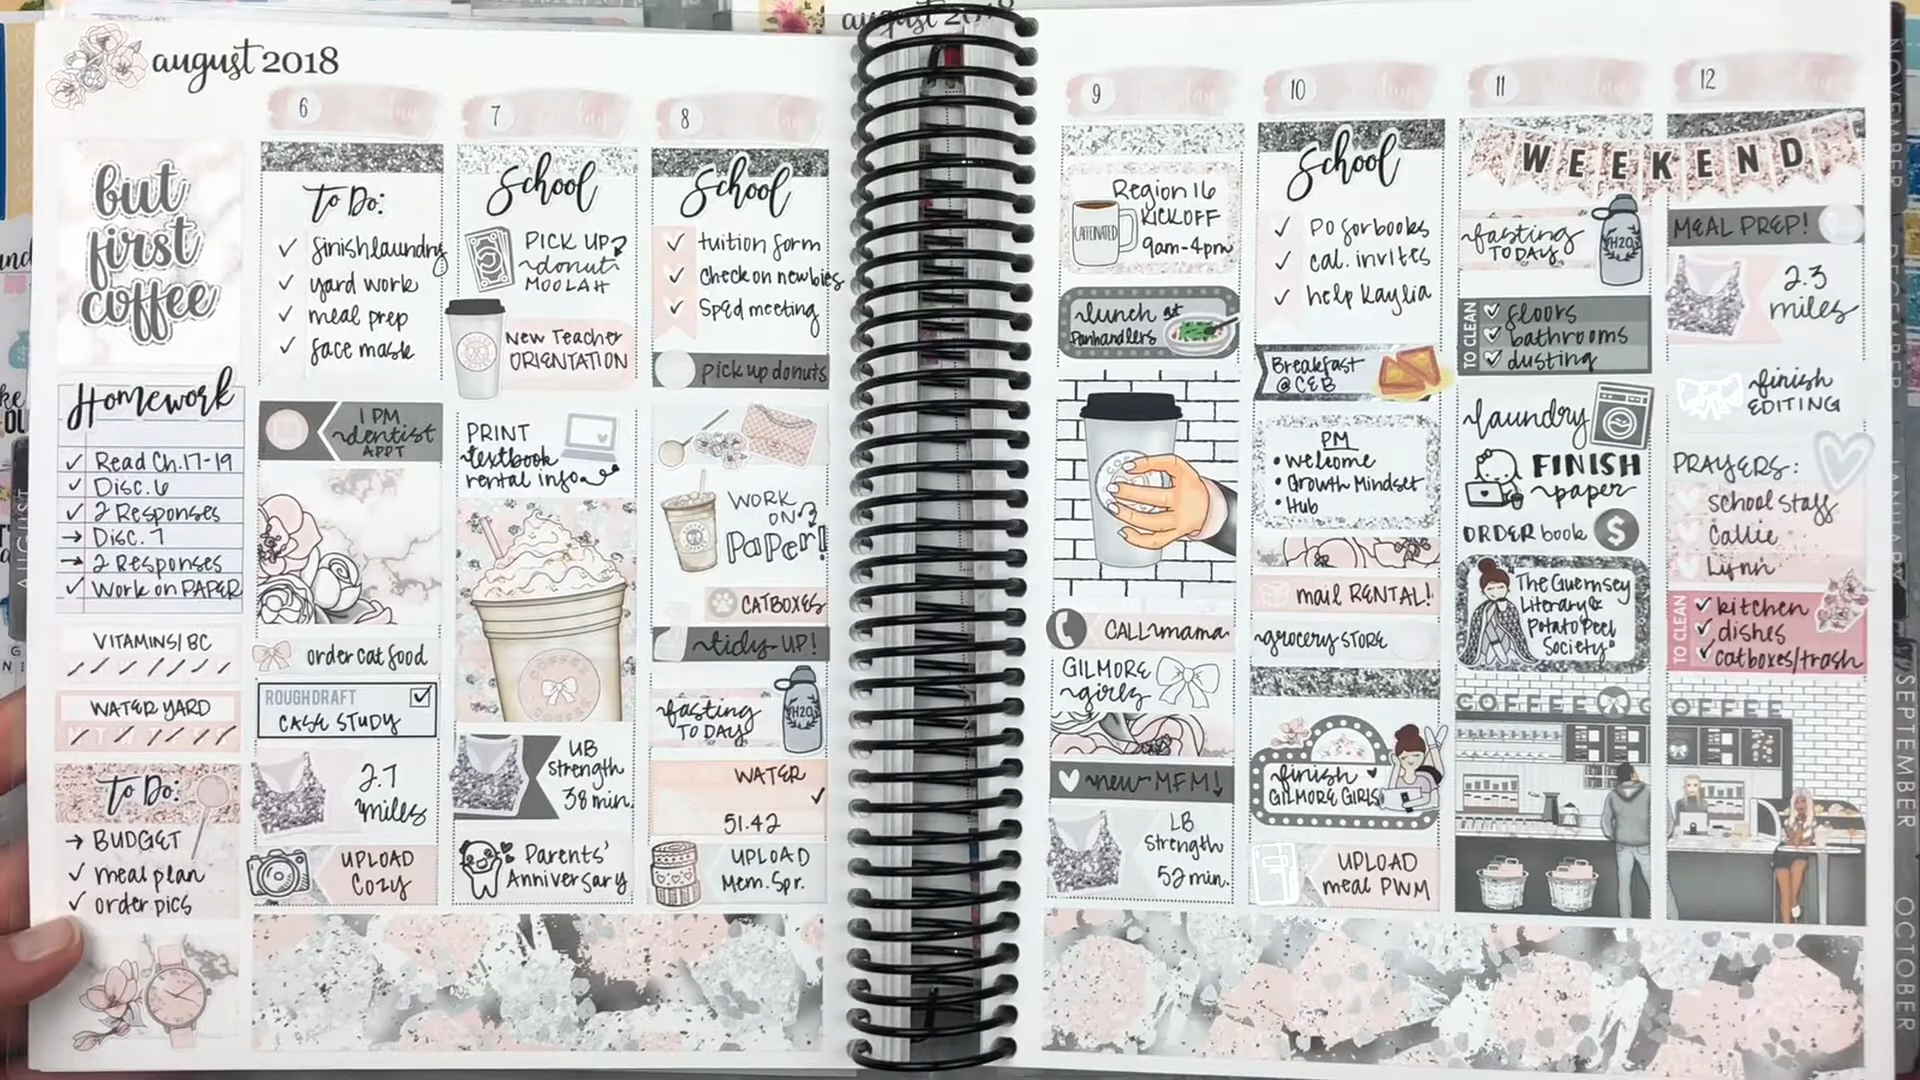 august 2018
august 2018
but
first
coffee
Homework
✓ Read Ch.17-19
✓ Disc. 6
✓ 2 Responses
→ Disc. 7
→ 2 Responses
✓ Work on PAPER
VITAMINS/BC
WATER YARD
To Do:
→ BUDGET
✓ meal plan
✓ order pics
6
To Do:
✓ finish laundry
✓ yard work
✓ meal prep
✓ face mask
1 PM
dentist
APPT
order cat food
ROUGH DRAFT
CASE STUDY
2.7
miles
UPLOAD
Cozy
7
School
PICK UP
donut
MOOLAH
New Teacher
ORIENTATION
PRINT
textbook
rental info
COFFEE
UB
Strength
38 min.
Parents'
Anniversary
8
School
✓ tuition form
✓ Check on newbies
✓ Sped meeting
pick up donuts
WORK
ON
Paper!
CATBOXES
tidy UP!
fasting
TODAY
H2O
WATER
✓
51.42
UPLOAD
Mem. Spr.
9
Region 16
KICKOFF
9am-4pm
CAFFEINATED
lunch at
Panhandlers
CALL mama
GILMORE
girls
new MFM!
LB
Strength
52 min.
10
School
✓ PO for books
✓ cal. invites
✓ help Kaylia
Breakfast
@ CEB
PM
• Welcome
• Growth Mindset
• Hub
mail RENTAL!
grocery STORE
finish
GILMORE GIRLS
UPLOAD
meal PWM
11
WEEKEND
fasting
TODAY
H2O
TO CLEAN
✓ floors
✓ bathrooms
✓ dusting
laundry
FINISH
paper
ORDER book $
The Guernsey
Literary &
Potato Peel
Society"
COFFEE
12
MEAL PREP!
2.3
miles
finish
EDITING
PRAYERS:
school staff
Callie
Lynn
TO CLEAN
✓ kitchen
✓ dishes
✓ catboxes/trash
COFFEE
AUGUST
NOVEMBER
DECEMBER
JANUARY
SEPTEMBER
OCTOBER